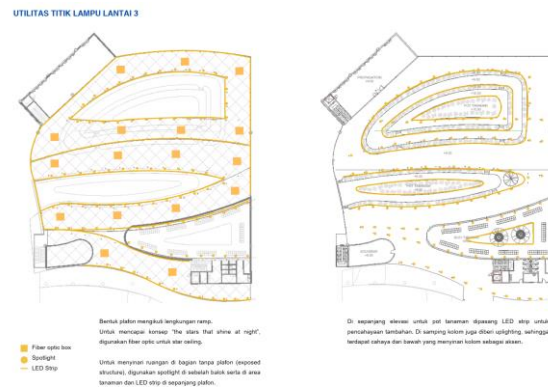 UTILITAS TITIK LAMPU LANTAI 3
Bentuk plafon mengikuti lengkungan ramp.
Untuk mencapai konsep "the stars that shine at night",
digunakan fiber optic untuk star ceiling.
Untuk menyinari ruangan di bagian tanpa plafon (exposed
structure), digunakan spotlight di sebelah balok serta di area
tanaman dan LED strip di sepanjang plafon.
Fiber optic box
Spotlight
LED Strip
Di sepanjang elevasi untuk pot tanaman dipasang LED strip untuk
pencahayaan tambahan. Di samping kolom juga diberi uplighting, sehingga
terdapat cahaya dari bawah yang menyinari kolom sebagai aksen.